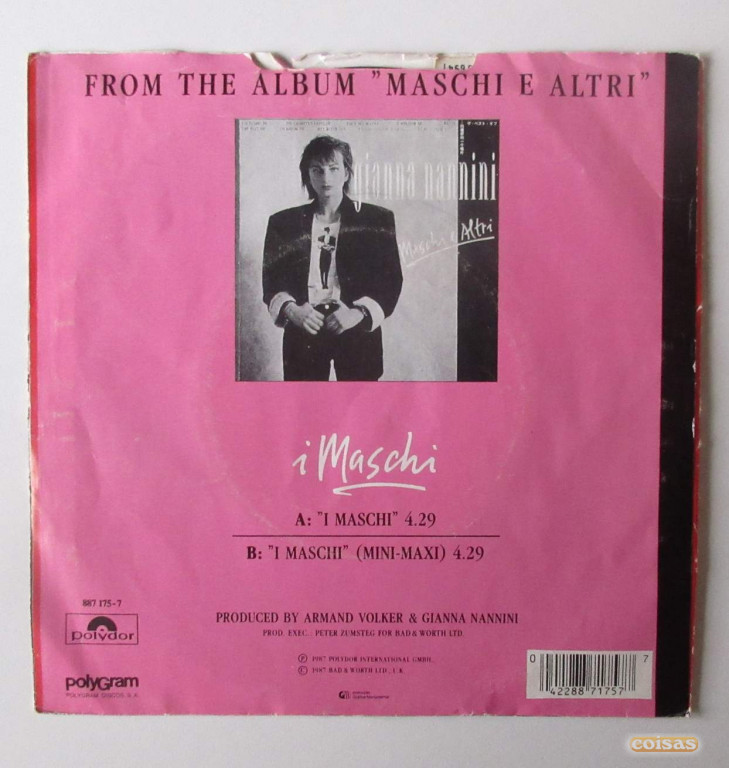 FROM THE ALBUM "MASCHI E ALTRI"
gianna nannini
Maschi e Altri
i Maschi
A: "I MASCHI" 4.29
B: "I MASCHI" (MINI-MAXI) 4.29
887 175-7
polydor
PRODUCED BY ARMAND VOLKER & GIANNA NANNINI
PROD. EXEC.: PETER ZUMSTEG FOR BAD & WORTH LTD.
Ⓟ 1987 POLYDOR INTERNATIONAL GMBH
© 1987 BAD & WORTH LTD., U.K.
polyGram
POLYGRAM DISCOS, S.A.
0 42288 71757 7
coisas